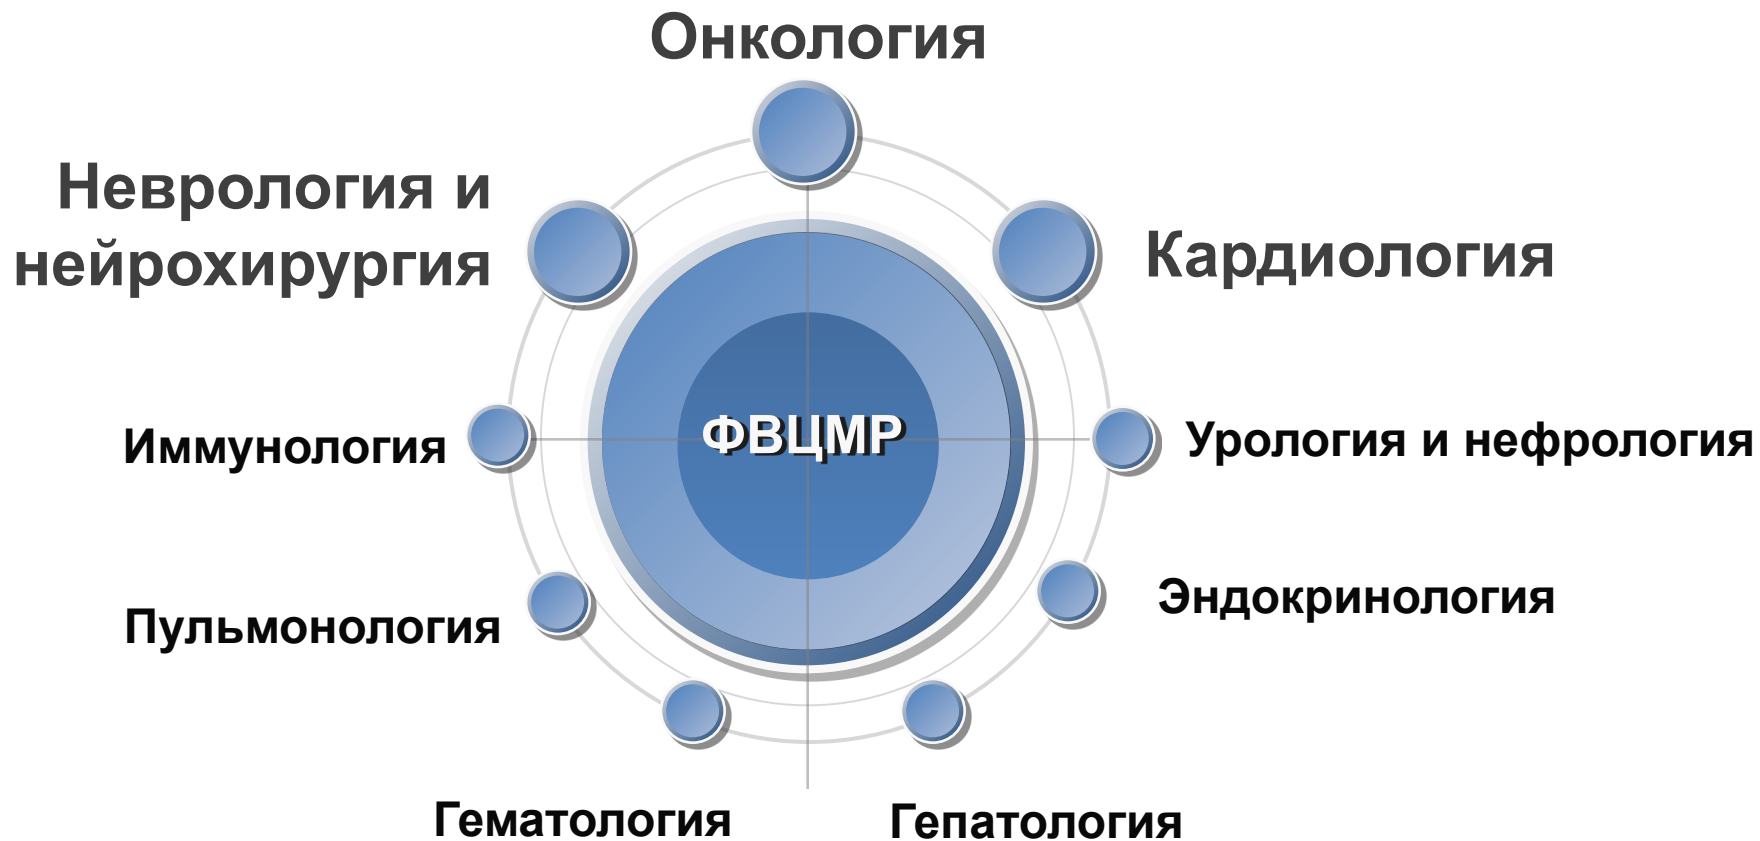 Онкология
Неврология и
нейрохирургия
Кардиология
ФВЦМР
Иммунология
Урология и нефрология
Эндокринология
Пульмонология
Гематология
Гепатология